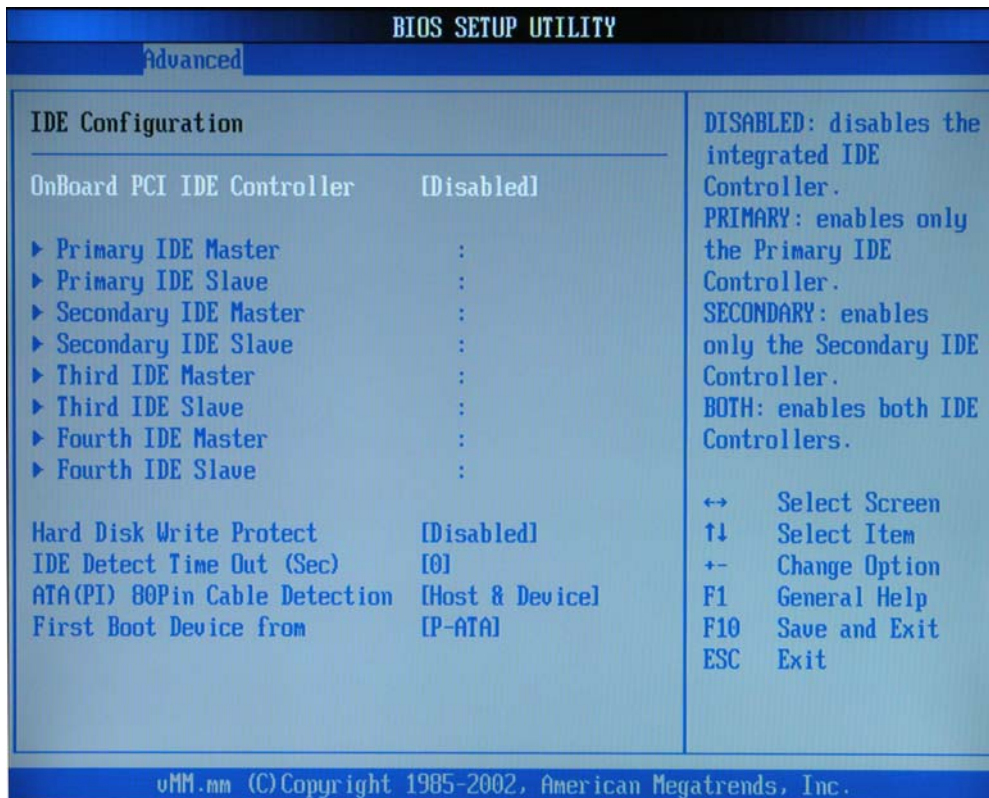 BIOS SETUP UTILITY
Advanced
IDE Configuration
OnBoard PCI IDE Controller [Disabled]
▶ Primary IDE Master :
▶ Primary IDE Slave :
▶ Secondary IDE Master :
▶ Secondary IDE Slave :
▶ Third IDE Master :
▶ Third IDE Slave :
▶ Fourth IDE Master :
▶ Fourth IDE Slave :
Hard Disk Write Protect [Disabled]
IDE Detect Time Out (Sec) [0]
ATA(PI) 80Pin Cable Detection [Host & Device]
First Boot Device from [P-ATA]
DISABLED: disables the
integrated IDE
Controller.
PRIMARY: enables only
the Primary IDE
Controller.
SECONDARY: enables
only the Secondary IDE
Controller.
BOTH: enables both IDE
Controllers.
↔ Select Screen
↑↓ Select Item
+- Change Option
F1 General Help
F10 Save and Exit
ESC Exit
vMM.mm (C)Copyright 1985-2002, American Megatrends, Inc.